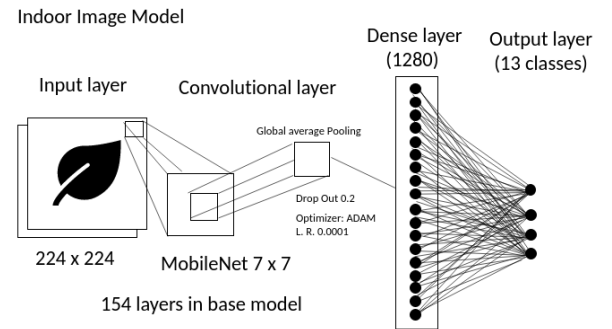 Indoor Image Model
Dense layer
(1280)
Output layer
(13 classes)
Input layer
Convolutional layer
Global average Pooling
Drop Out 0.2
Optimizer: ADAM
L. R. 0.0001
224 x 224
MobileNet 7 x 7
154 layers in base model